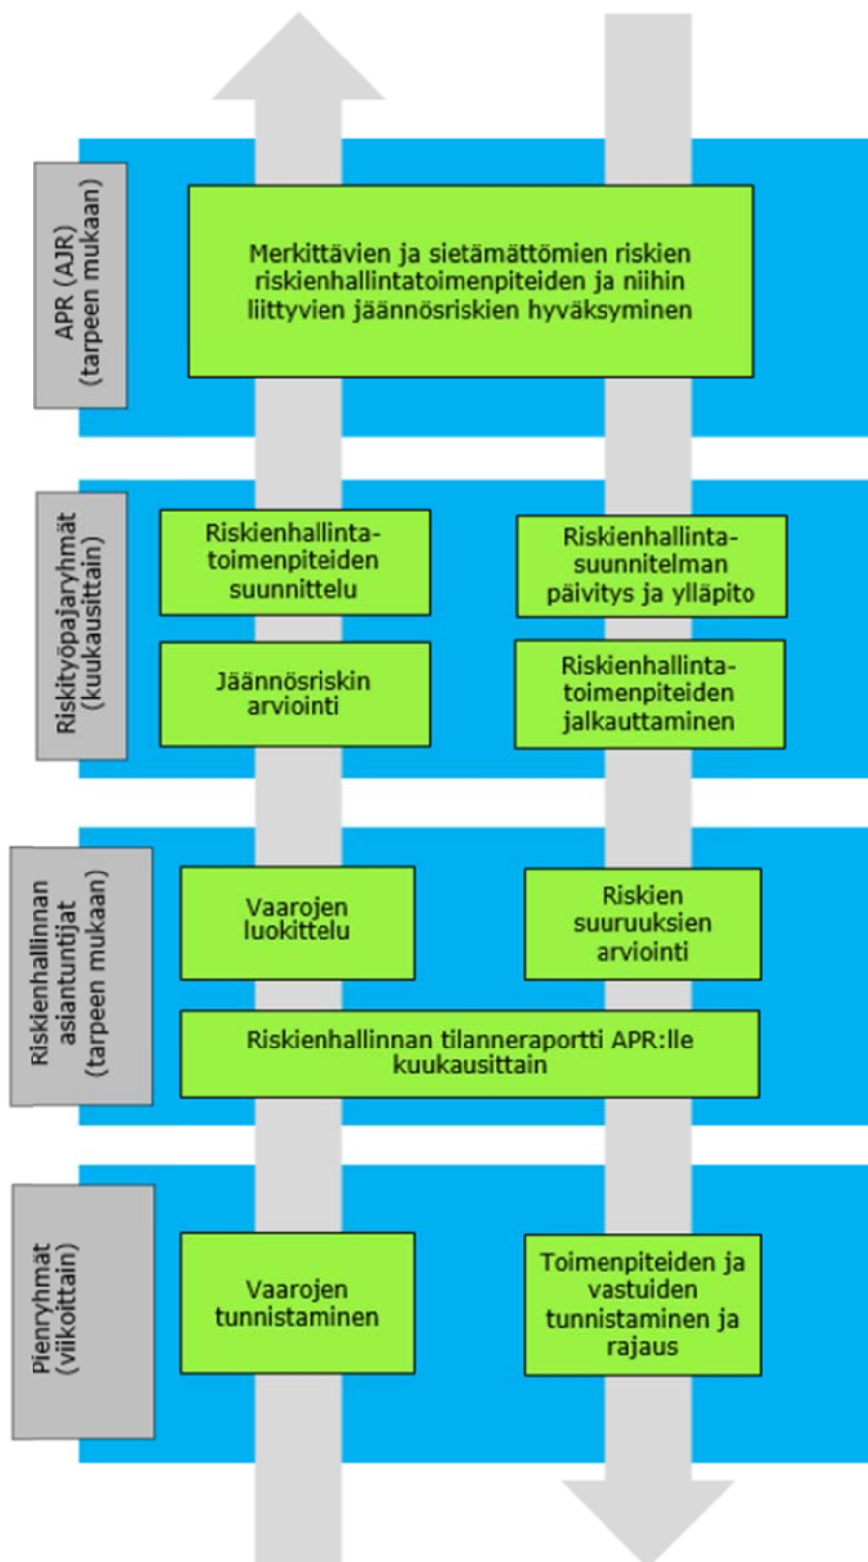 APR (AJR)
(tarpeen mukaan)
Merkittävien ja sietämättömien riskien
riskienhallintatoimenpiteiden ja niihin
liittyvien jäännösriskien hyväksyminen
Riskityöpajaryhmät
(kuukausittain)
Riskienhallinta-
toimenpiteiden
suunnittelu
Riskienhallinta-
suunnitelman
päivitys ja ylläpito
Jäännösriskin
arviointi
Riskienhallinta-
toimenpiteiden
jalkauttaminen
Riskienhallinnan
asiantuntijat
(tarpeen mukaan)
Vaarojen
luokittelu
Riskien
suuruuksien
arviointi
Riskienhallinnan tilanneraportti APR:lle
kuukausittain
Pienryhmät
(viikoittain)
Vaarojen
tunnistaminen
Toimenpiteiden ja
vastuiden
tunnistaminen ja
rajaus